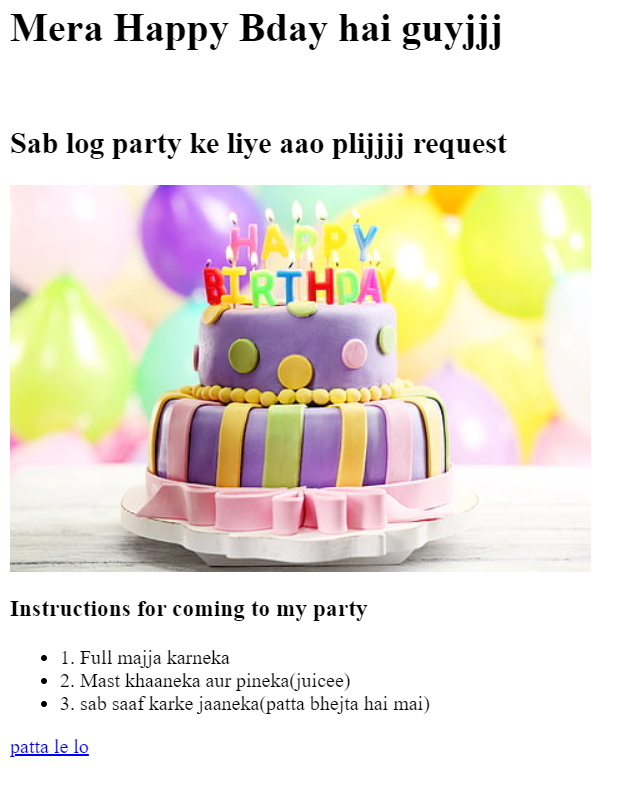 Mera Happy Bday hai guyjjj
Sab log party ke liye aao plijjjj request
HAPPY
BIRTHDAY
Instructions for coming to my party
1. Full majja karneka
2. Mast khaaneka aur pineka(juicee)
3. sab saaf karke jaaneka(patta bhejta hai mai)
patta le lo